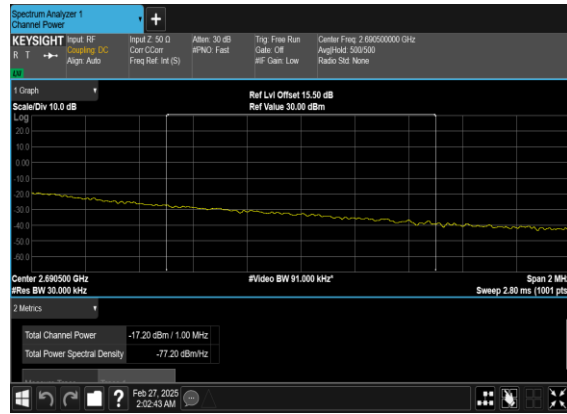 Spectrum Analyzer 1
Channel Power
+
KEYSIGHT Input: RF Input Z: 50 Ω Atten: 30 dB Trig: Free Run Center Freq: 2.690500000 GHz
R T Coupling: DC Corr CCorr #PNO: Fast Gate: Off Avg|Hold: 500/500
Align: Auto Freq Ref: Int (S) #IF Gain: Low Radio Std: None
1 Graph
Ref Lvl Offset 15.50 dB
Scale/Div 10.0 dB Ref Value 30.00 dBm
Log
20.0
10.0
0.00
-10.0
-20.0
-30.0
-40.0
-50.0
-60.0
Center 2.690500 GHz #Video BW 91.000 kHz* Span 2 MH
#Res BW 30.000 kHz Sweep 2.80 ms (1001 pts
2 Metrics
Total Channel Power -17.20 dBm / 1.00 MHz
Total Power Spectral Density -77.20 dBm/Hz
?
Feb 27, 2025
2:02:43 AM